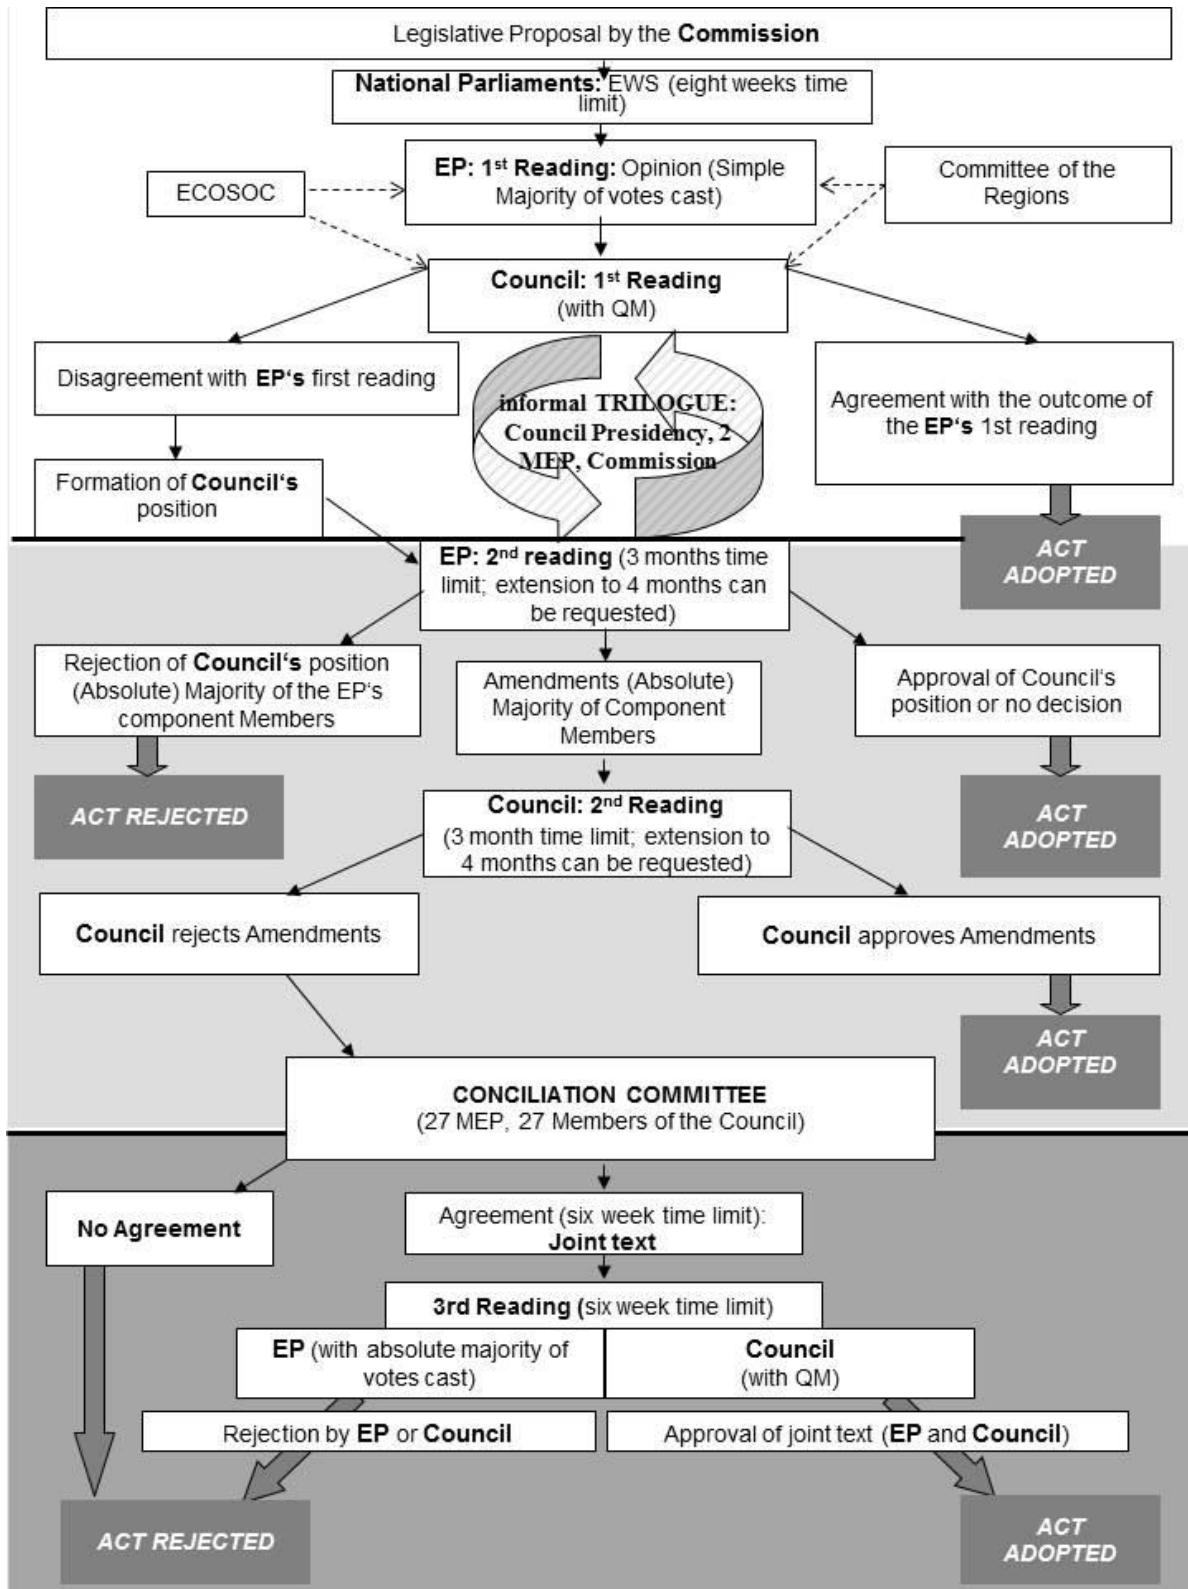 Legislative Proposal by the Commission
National Parliaments: EWS (eight weeks time
limit)
EP: 1st Reading: Opinion (Simple
Majority of votes cast)
ECOSOC
Committee of the
Regions
Council: 1st Reading
(with QM)
Disagreement with EP‘s first reading
informal TRILOGUE:
Council Presidency, 2
MEP, Commission
Agreement with the outcome of
the EP‘s 1st reading
Formation of Council‘s
position
ACT
ADOPTED
EP: 2nd reading (3 months time
limit; extension to 4 months can
be requested)
Rejection of Council‘s position
(Absolute) Majority of the EP‘s
component Members
Amendments (Absolute)
Majority of Component
Members
Approval of Council‘s
position or no decision
ACT REJECTED
ACT
ADOPTED
Council: 2nd Reading
(3 month time limit; extension to
4 months can be requested)
Council rejects Amendments
Council approves Amendments
ACT
ADOPTED
CONCILIATION COMMITTEE
(27 MEP, 27 Members of the Council)
No Agreement
Agreement (six week time limit):
Joint text
3rd Reading (six week time limit)
EP (with absolute majority of
votes cast)
Council
(with QM)
Rejection by EP or Council
Approval of joint text (EP and Council)
ACT REJECTED
ACT
ADOPTED